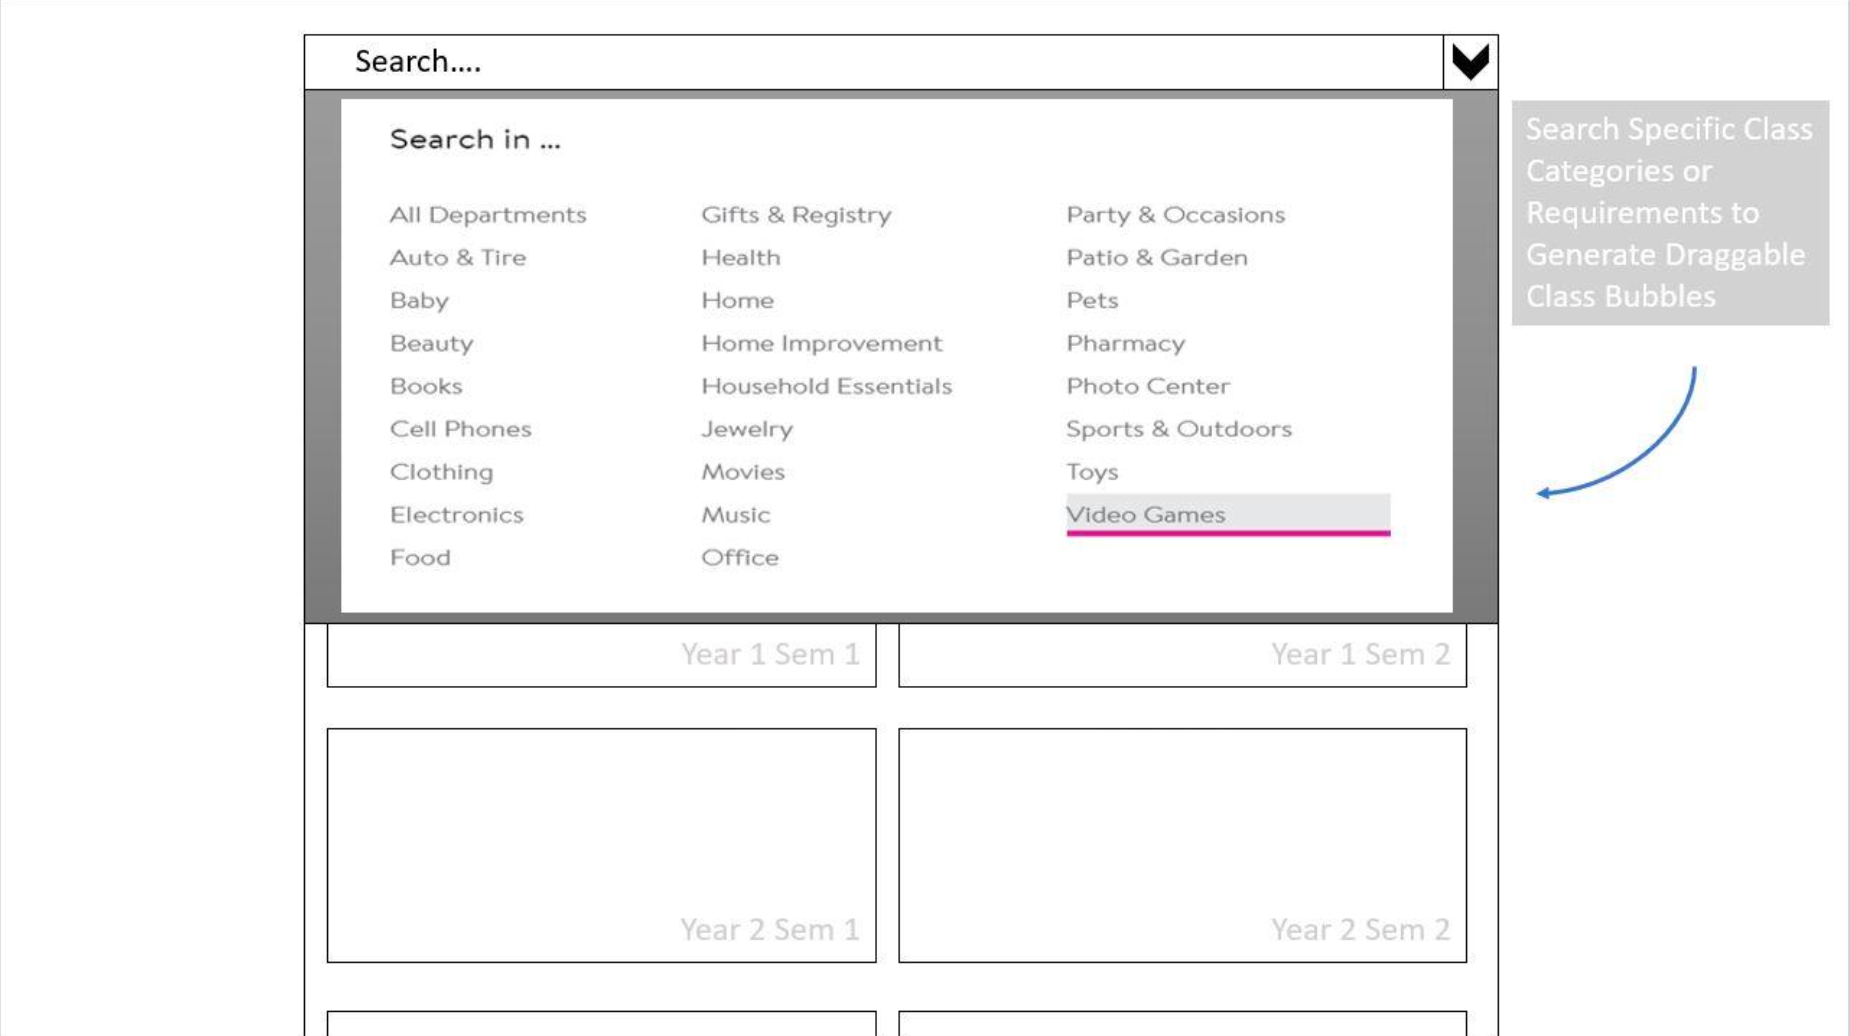 Search....
Search in ...
All Departments
Auto & Tire
Baby
Beauty
Books
Cell Phones
Clothing
Electronics
Food
Gifts & Registry
Health
Home
Home Improvement
Household Essentials
Jewelry
Movies
Music
Office
Party & Occasions
Patio & Garden
Pets
Pharmacy
Photo Center
Sports & Outdoors
Toys
Video Games
Search Specific Class
Categories or
Requirements to
Generate Draggable
Class Bubbles
Year 1 Sem 1
Year 1 Sem 2
Year 2 Sem 1
Year 2 Sem 2